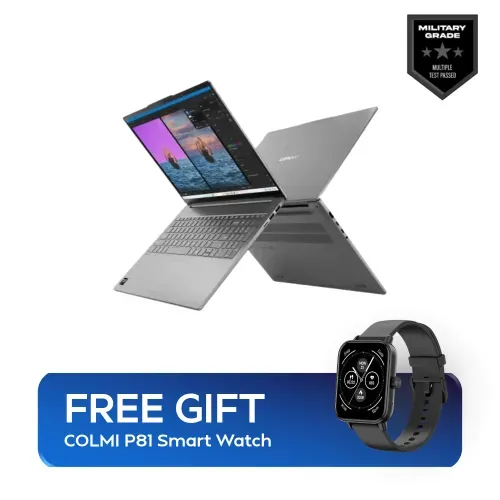 MILITARY
GRADE
MULTIPLE
TEST PASSED
FREE GIFT
COLMI P81 Smart Watch